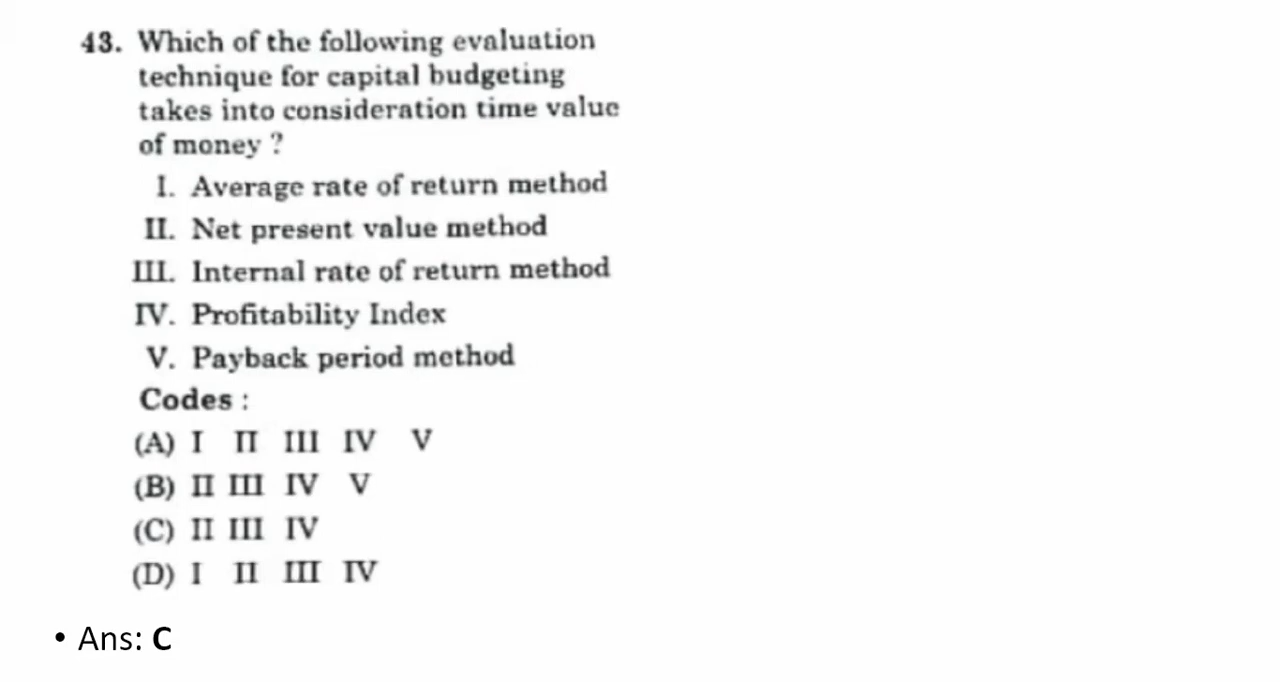 43. Which of the following evaluation
technique for capital budgeting
takes into consideration time value
of money ?
I. Average rate of return method
II. Net present value method
III. Internal rate of return method
IV. Profitability Index
V. Payback period method
Codes :
(A) I II III IV V
(B) II III IV V
(C) II III IV
(D) I II III IV
• Ans: C